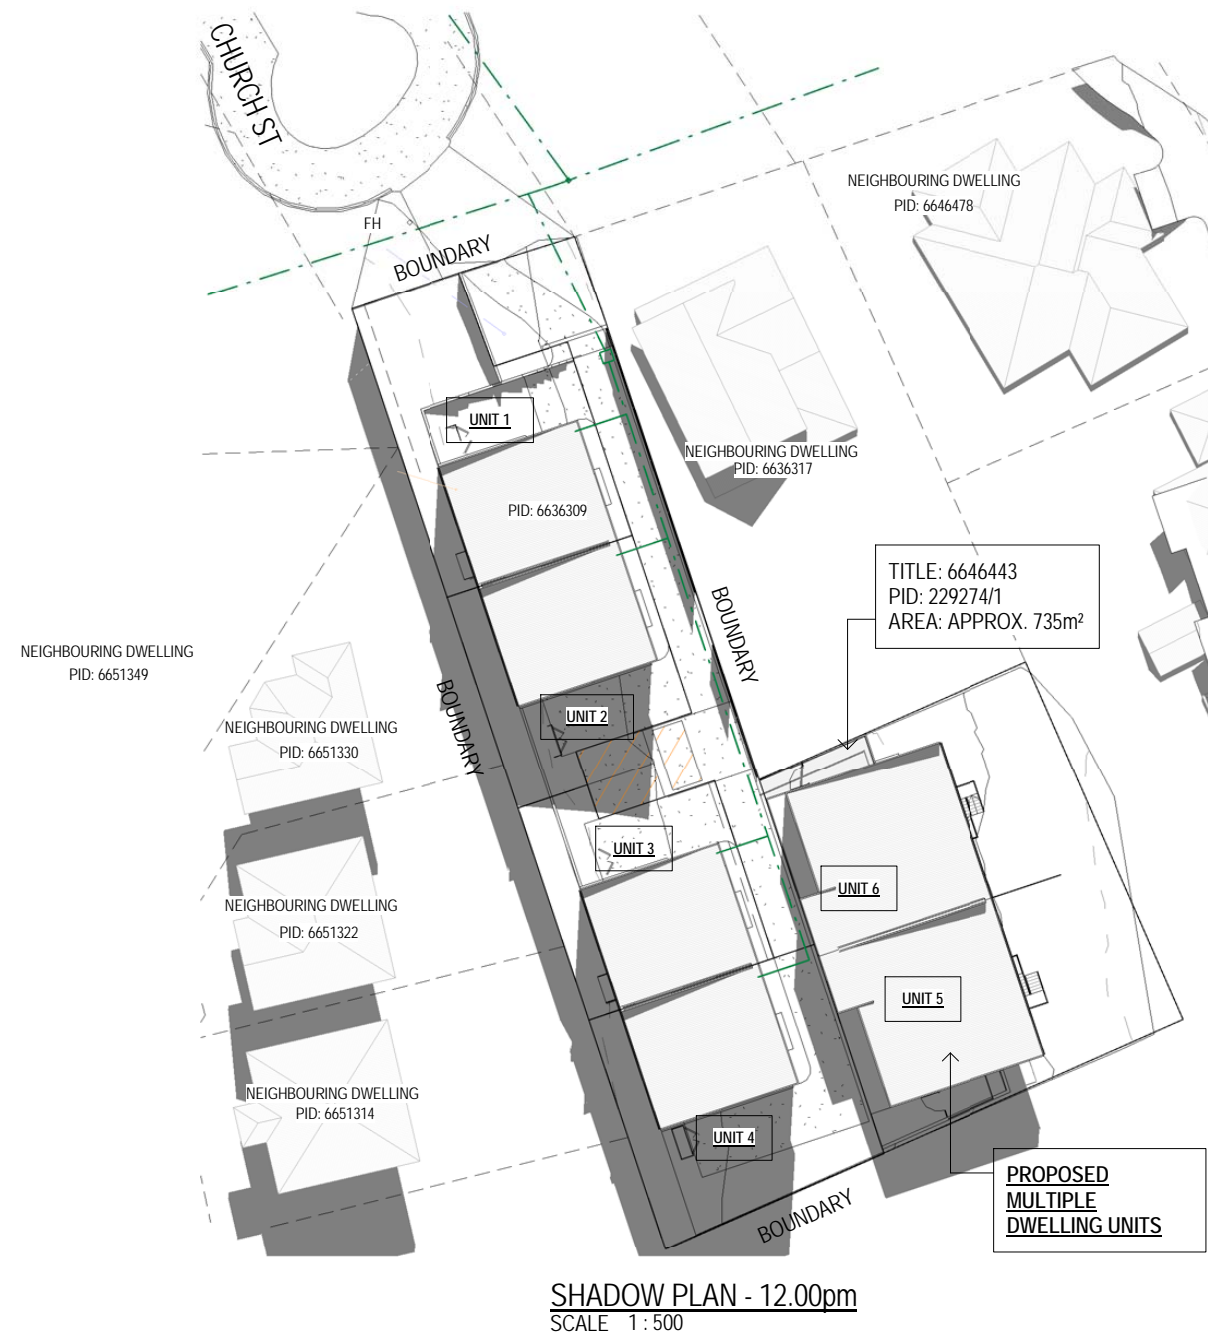 CHURCH ST
NEIGHBOURING DWELLING
PID: 6646478
FH
BOUNDARY
UNIT 1
NEIGHBOURING DWELLING
PID: 6636317
PID: 6636309
TITLE: 6646443
PID: 229274/1
AREA: APPROX. 735m²
BOUNDARY
NEIGHBOURING DWELLING
PID: 6651349
BOUNDARY
UNIT 2
NEIGHBOURING DWELLING
PID: 6651330
UNIT 3
UNIT 6
NEIGHBOURING DWELLING
PID: 6651322
UNIT 5
NEIGHBOURING DWELLING
PID: 6651314
UNIT 4
PROPOSED
MULTIPLE
DWELLING UNITS
BOUNDARY
SHADOW PLAN - 12.00pm
SCALE 1 : 500